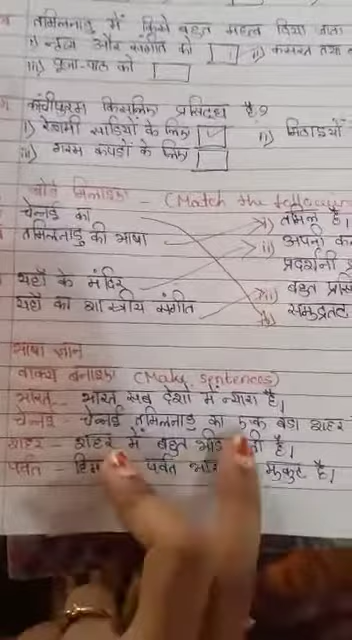 तमिलनाडु में किसे बहुत महत्व दिया जाता
i) नृत्य और संगीत को ii) कसरत तथा
iii) पूजा-पाठ को
कांचीपुरम किसलिए प्रसिद्ध है?
i) रेशमी साड़ियों के लिए ii) मिठाइयों
iii) गरम कपड़ों के लिए
जोड़े मिलाइए - (Match the following
चेन्नई का i) तमिल है।
तमिलनाडु की भाषा ii) अपनी
प्रदर्शनी
यहाँ के मंदिर iii) बहुत
यहाँ का शास्त्रीय संगीत iv) समुद्रतट
भाषा ज्ञान
वाक्य बनाइए (Make sentences)
भारत - भारत सब देशों में न्यारा है।
चेन्नई - चेन्नई तमिलनाडु का एक बड़ा शहर
शहर - शहर में बहुत है।
पर्वत - पर्वत मुकुट है।